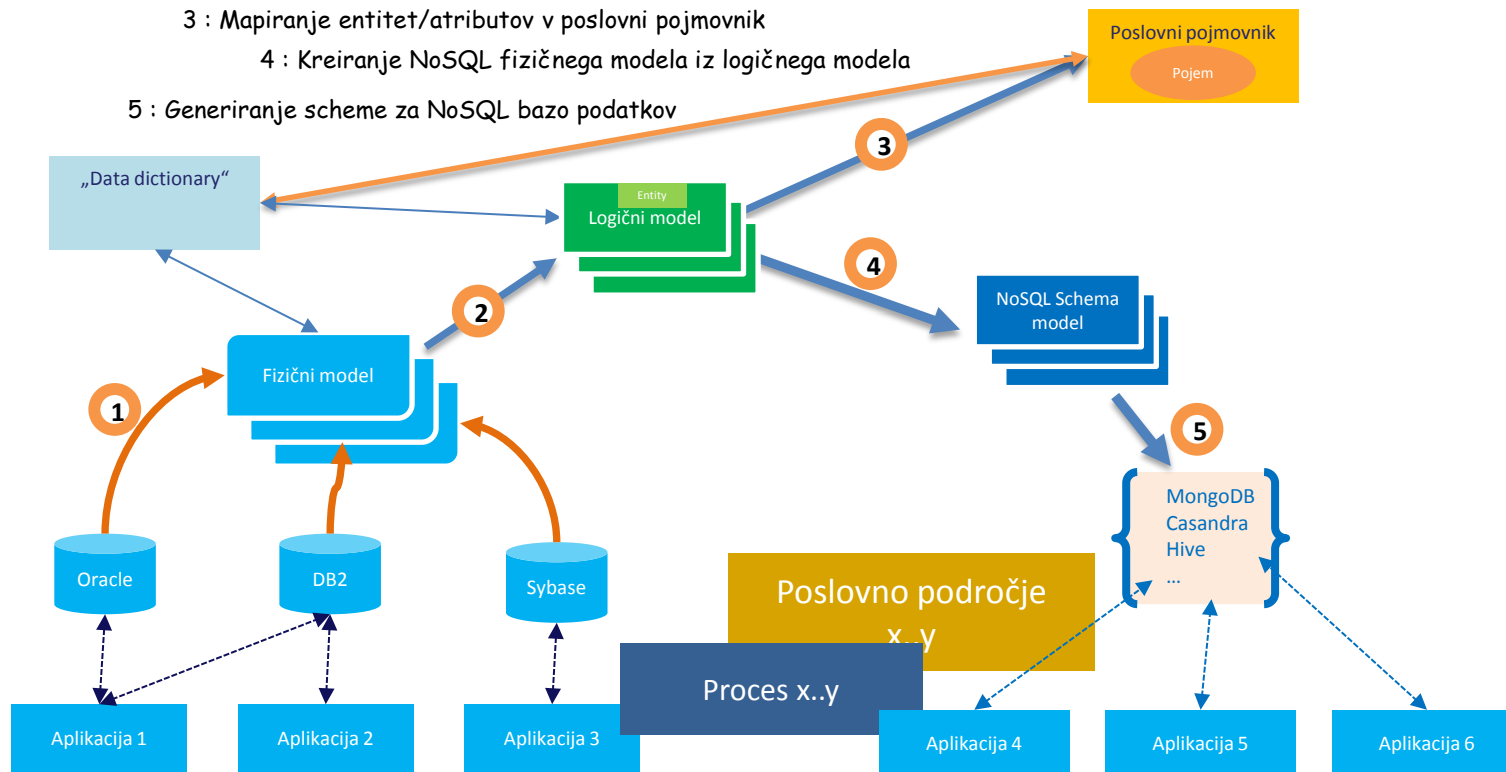 3 : Mapiranje entitet/atributov v poslovni pojmovnik
4 : Kreiranje NoSQL fizičnega modela iz logičnega modela
5 : Generiranje scheme za NoSQL bazo podatkov
Poslovni pojmovnik
Pojem
3
„Data dictionary“
Entity
Logični model
4
2
NoSQL Schema
model
Fizični model
1
5
MongoDB
Casandra
Hive
...
Oracle
DB2
Sybase
Poslovno področje
x..y
Proces x..y
Aplikacija 1
Aplikacija 2
Aplikacija 3
Aplikacija 4
Aplikacija 5
Aplikacija 6